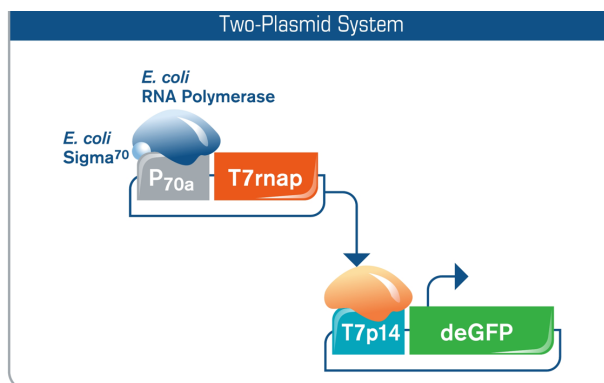 Two-Plasmid System
E. coli
RNA Polymerase
E. coli
Sigma⁷⁰
P₇₀ₐ
T7rnap
T7p14
deGFP